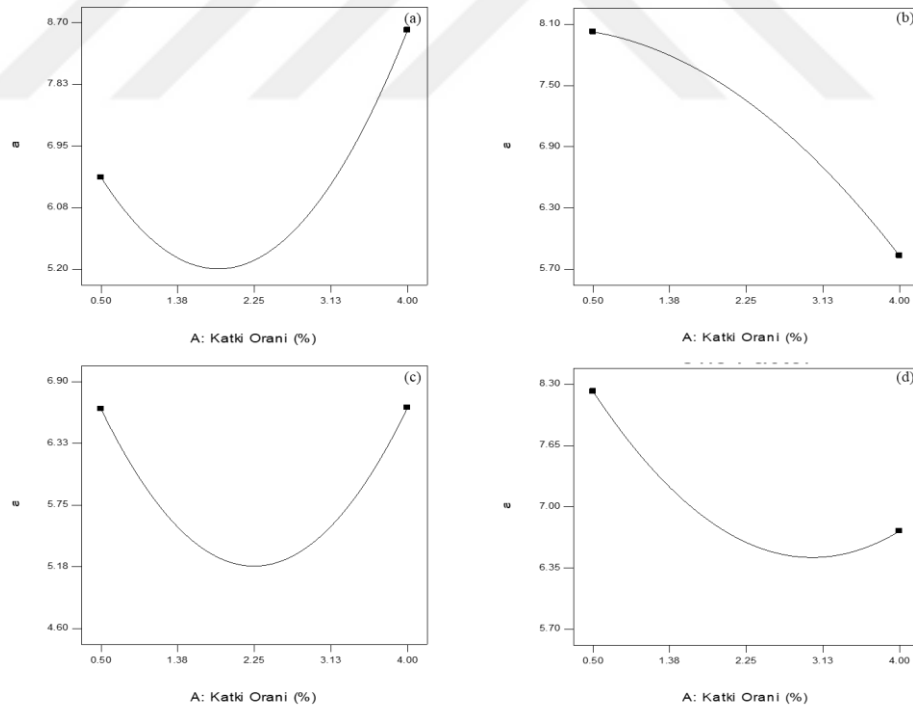 (a)
8.70
7.83
6.95
6.08
5.20
a
0.50 1.38 2.25 3.13 4.00
A: Katki Orani (%)
(b)
8.10
7.50
6.90
6.30
5.70
a
0.50 1.38 2.25 3.13 4.00
A: Katki Orani (%)
(c)
6.90
6.33
5.75
5.18
4.60
a
0.50 1.38 2.25 3.13 4.00
A: Katki Orani (%)
(d)
8.30
7.65
7.00
6.35
5.70
a
0.50 1.38 2.25 3.13 4.00
A: Katki Orani (%)